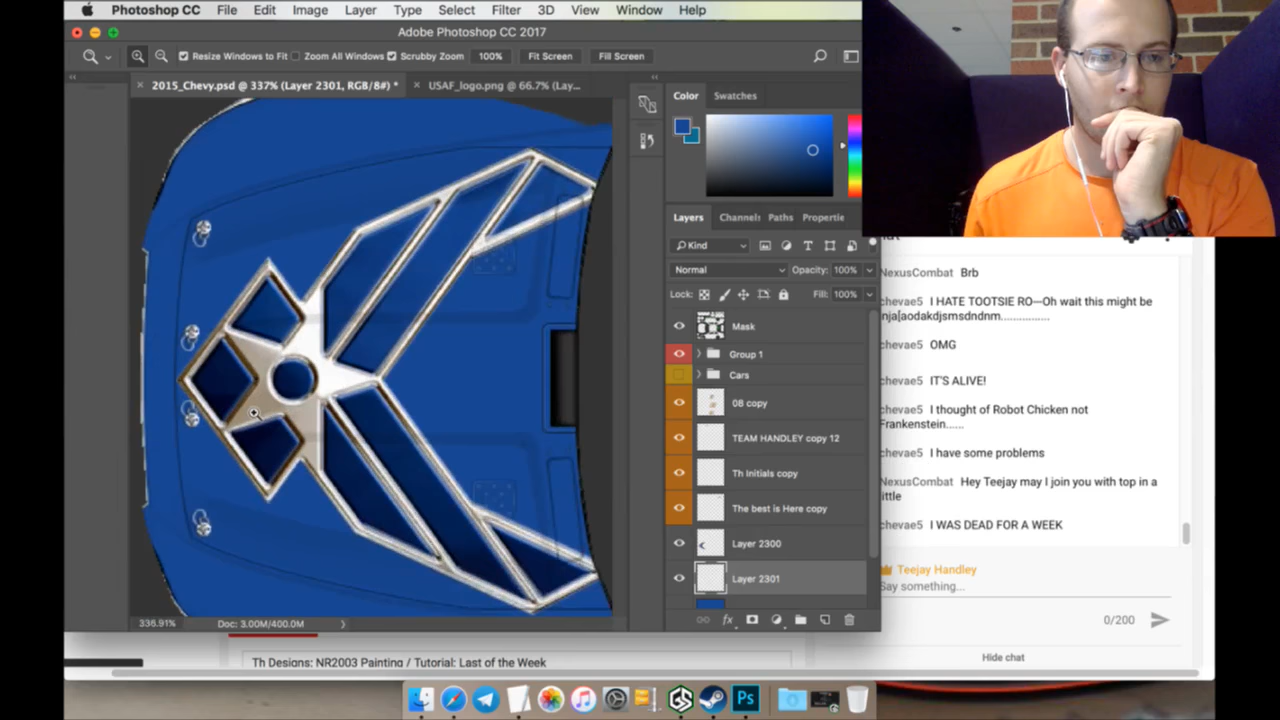 Photoshop CC File Edit Image Layer Type Select Filter 3D View Window Help
Adobe Photoshop CC 2017
Resize Windows to Fit Zoom All Windows Scrubby Zoom 100% Fit Screen Fill Screen
2015_Chevy.psd @ 337% (Layer 2301, RGB/8#) * USAF_logo.png @ 66.7% (Lay...
Color Swatches
Layers Channel: Paths Propertie
Kind
Normal Opacity: 100%
Lock: Fill: 100%
Mask
Group 1
Cars
08 copy
TEAM HANDLEY copy 12
Th Initials copy
The best is Here copy
Layer 2300
Layer 2301
fx
336.91% Doc: 3.00M/400.0M
NexusCombat Brb
chevae5 I HATE TOOTSIE RO---Oh wait this might be
nja[aodakdjsmsdndnm................
chevae5 OMG
chevae5 IT'S ALIVE!
chevae5 I thought of Robot Chicken not
Frankenstein......
chevae5 I have some problems
NexusCombat Hey Teejay may I join you with top in a
ittle
chevae5 I WAS DEAD FOR A WEEK
Teejay Handley
Say something...
0/200
Hide chat
Th Designs: NR2003 Painting / Tutorial: Last of the Week
Ps